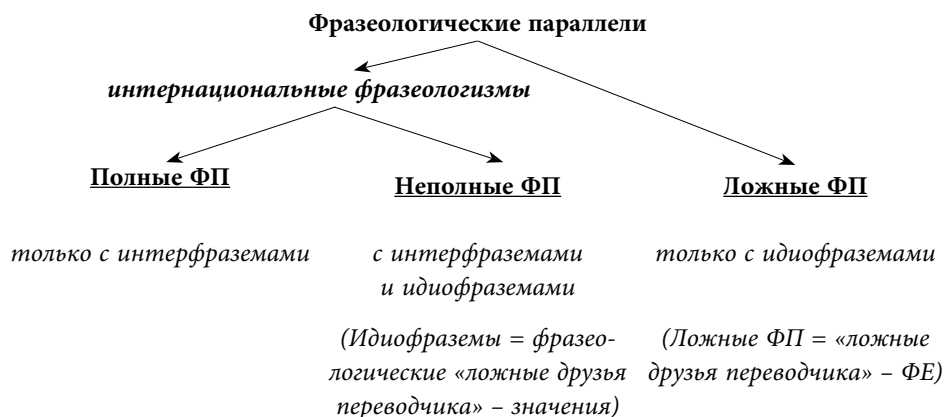 Фразеологические параллели
интернациональные фразеологизмы
Полные ФП
Неполные ФП
Ложные ФП
только с интерфраземами
с интерфраземами
и идиофраземами
только с идиофраземами
(Идиофраземы = фразео-
логические «ложные друзья
переводчика» – значения)
(Ложные ФП = «ложные
друзья переводчика» – ФЕ)